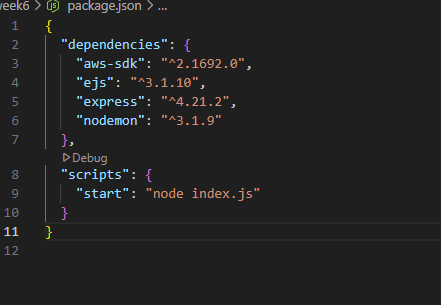 week6 > package.json > ...
1 {
2 "dependencies": {
3 "aws-sdk": "^2.1692.0",
4 "ejs": "^3.1.10",
5 "express": "^4.21.2",
6 "nodemon": "^3.1.9"
7 },
Debug
8 "scripts": {
9 "start": "node index.js"
10 }
11 }
12